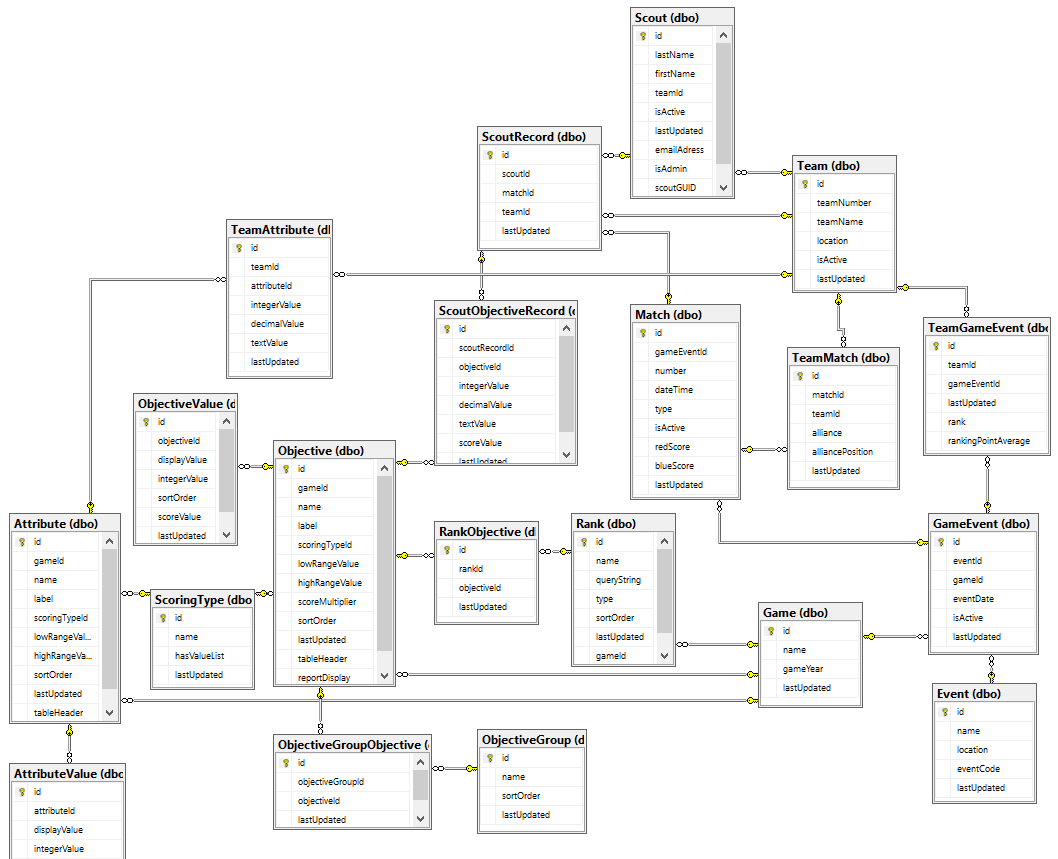 Scout (dbo)
id
lastName
firstName
teamId
isActive
lastUpdated
emailAdress
isAdmin
scoutGUID
ScoutRecord (dbo)
id
scoutId
matchId
teamId
lastUpdated
Team (dbo)
id
teamNumber
teamName
location
isActive
lastUpdated
TeamAttribute (d
id
teamId
attributeId
integerValue
decimalValue
textValue
lastUpdated
ScoutObjectiveRecord (
id
scoutRecordId
objectiveId
integerValue
decimalValue
textValue
scoreValue
lastUpdated
Match (dbo)
id
gameEventId
number
dateTime
type
isActive
redScore
blueScore
lastUpdated
TeamMatch (dbo)
id
matchId
teamId
alliance
alliancePosition
lastUpdated
TeamGameEvent (dbo
id
teamId
gameEventId
lastUpdated
rank
rankingPointAverage
ObjectiveValue (d
id
objectiveId
displayValue
integerValue
sortOrder
scoreValue
lastUpdated
Objective (dbo)
id
gameId
name
label
scoringTypeId
lowRangeValue
highRangeValue
scoreMultiplier
sortOrder
lastUpdated
tableHeader
reportDisplay
Attribute (dbo)
id
gameId
name
label
scoringTypeId
lowRangeVal...
highRangeVa...
sortOrder
lastUpdated
tableHeader
ScoringType (dbo
id
name
hasValueList
lastUpdated
RankObjective (d
id
rankId
objectiveId
lastUpdated
Rank (dbo)
id
name
queryString
type
sortOrder
lastUpdated
gameId
GameEvent (dbo)
id
eventId
gameId
eventDate
isActive
lastUpdated
Game (dbo)
id
name
gameYear
lastUpdated
Event (dbo)
id
name
location
eventCode
lastUpdated
ObjectiveGroupObjective (
id
objectiveGroupId
objectiveId
lastUpdated
ObjectiveGroup (d
id
name
sortOrder
lastUpdated
AttributeValue (dbo
id
attributeId
displayValue
integerValue